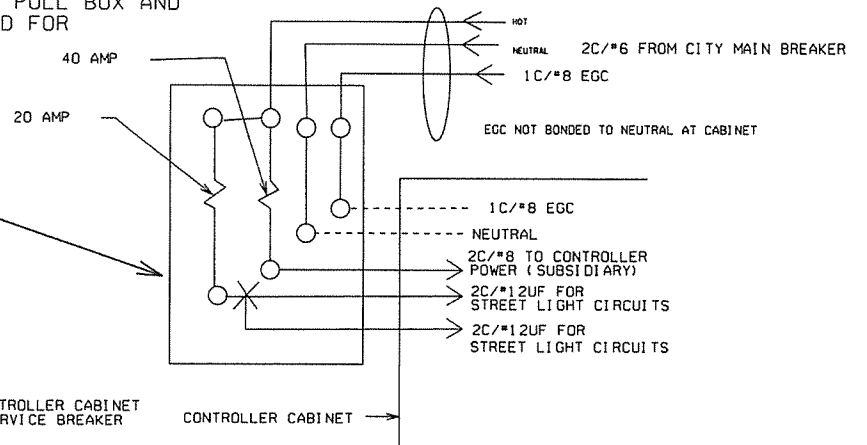 PULL BOX AND
D FOR
HOT
40 AMP
NEUTRAL 2C/#6 FROM CITY MAIN BREAKER
1C/#8 EGC
20 AMP
EGC NOT BONDED TO NEUTRAL AT CABINET
1C/#8 EGC
NEUTRAL
2C/#8 TO CONTROLLER
POWER (SUBSIDIARY)
2C/#12UF FOR
STREET LIGHT CIRCUITS
2C/#12UF FOR
STREET LIGHT CIRCUITS
TROLLER CABINET
RVICE BREAKER
CONTROLLER CABINET